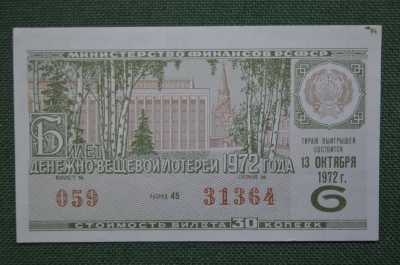 МИНИСТЕРСТВО ФИНАНСОВ РСФСР
БИЛЕТ
ДЕНЕЖНО-ВЕЩЕВОЙ ЛОТЕРЕИ 1972 ГОДА
БИЛЕТ № СЕРИЯ №
059 РАЗРЯД 45 31364
ТИРАЖ ВЫИГРЫШЕЙ
СОСТОИТСЯ
13 ОКТЯБРЯ
1972 г.
6
СТОИМОСТЬ БИЛЕТА 30 КОПЕЕК